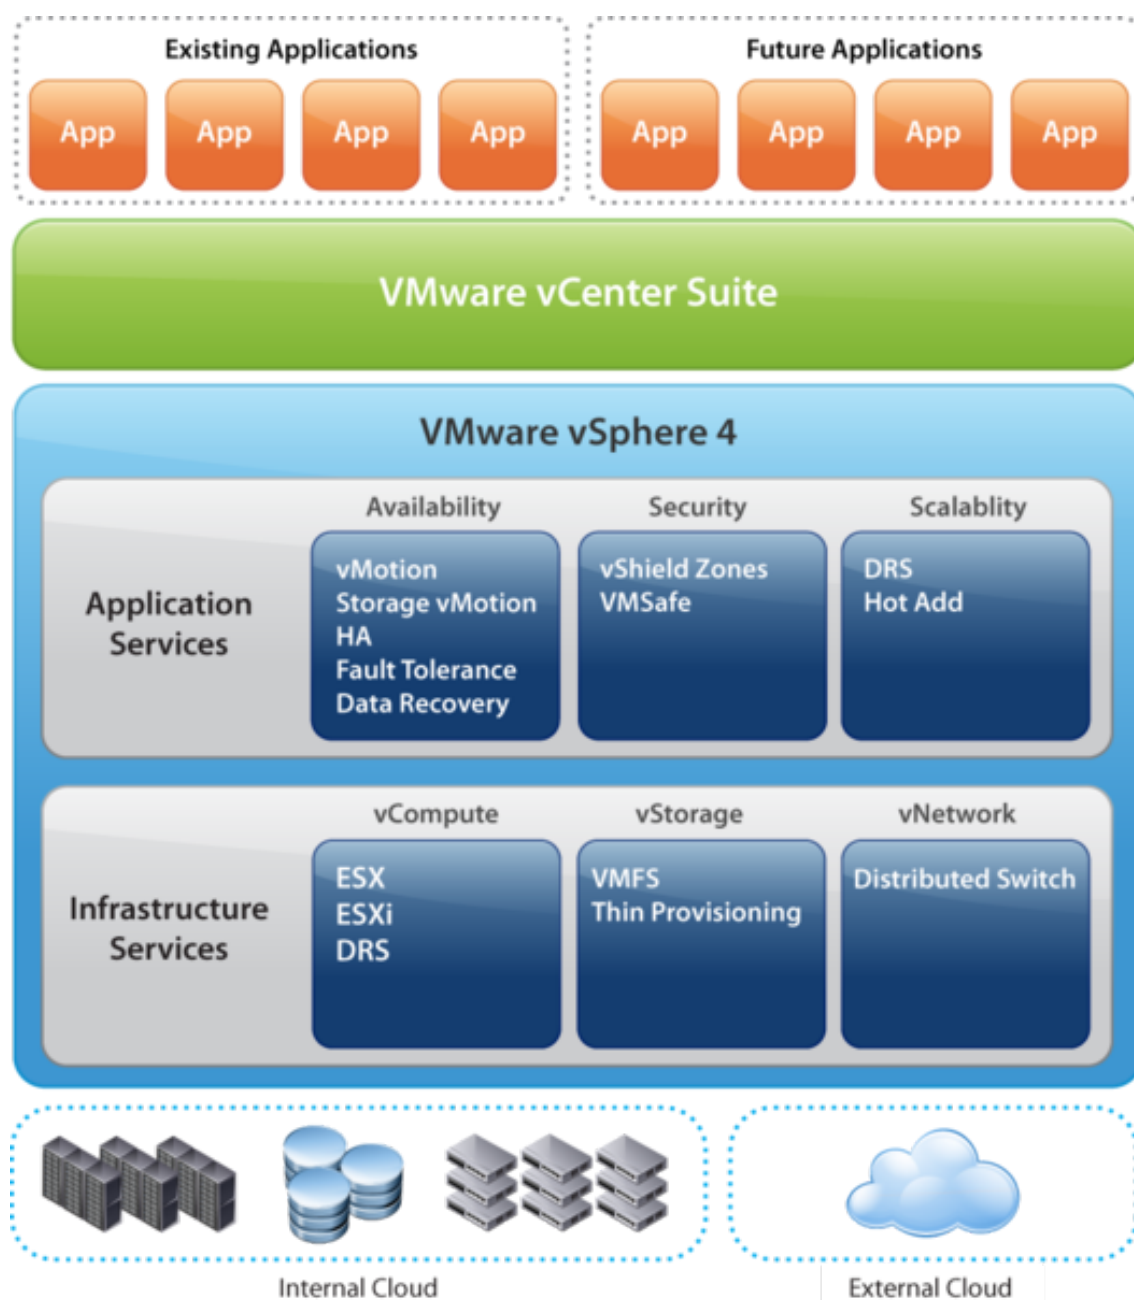 Existing Applications
Future Applications
App
App
App
App
App
App
App
App
VMware vCenter Suite
VMware vSphere 4
Application
Services
Availability
vMotion
Storage vMotion
HA
Fault Tolerance
Data Recovery
Security
vShield Zones
VMSafe
Scalablity
DRS
Hot Add
Infrastructure
Services
vCompute
ESX
ESXi
DRS
vStorage
VMFS
Thin Provisioning
vNetwork
Distributed Switch
Internal Cloud
External Cloud